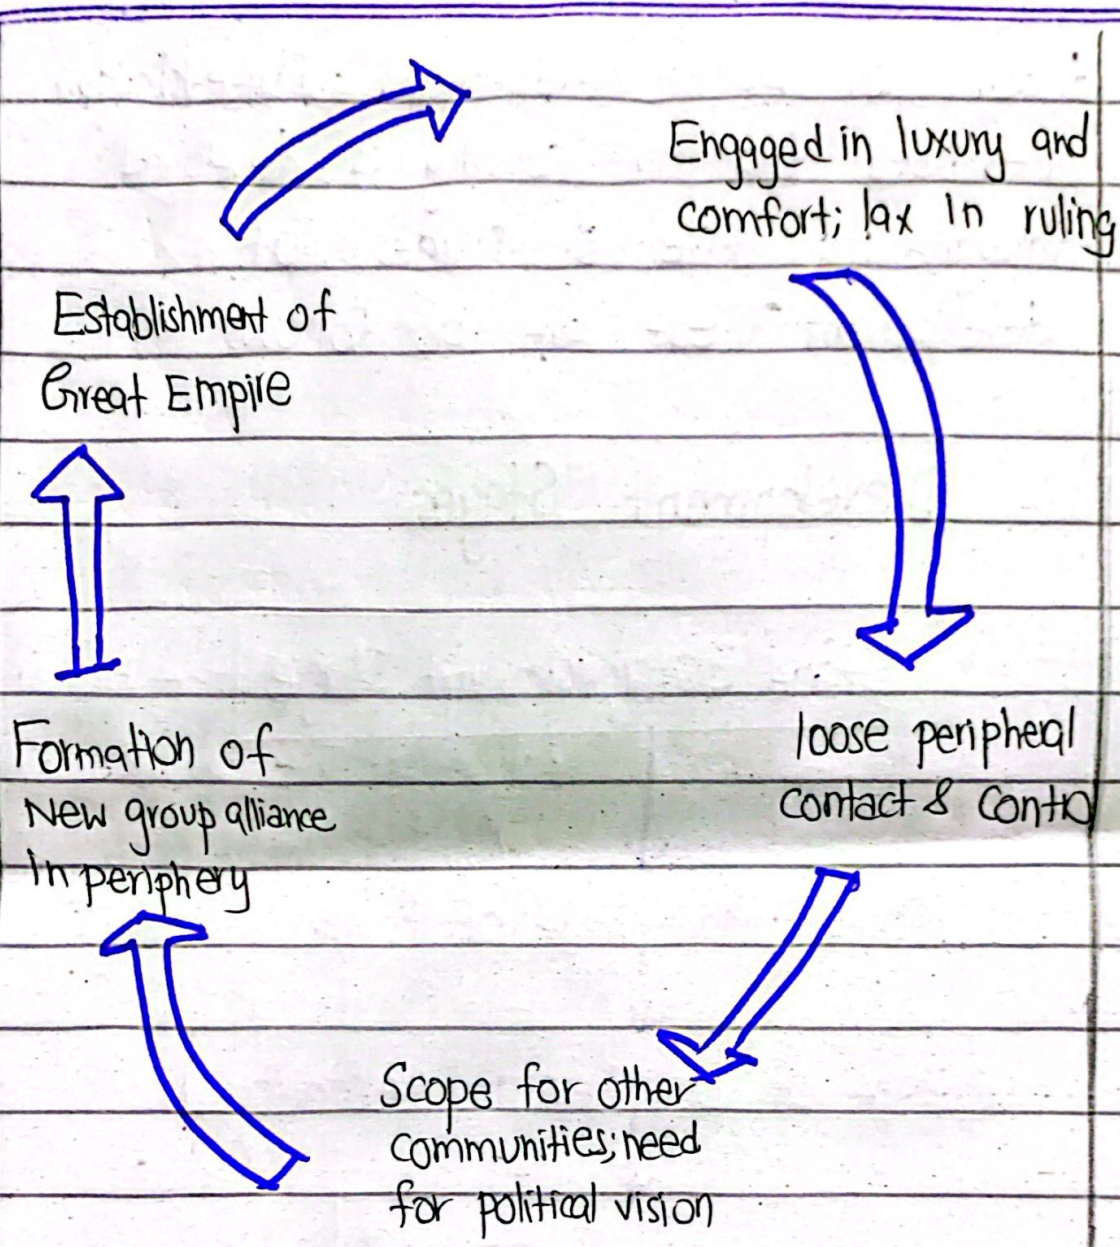 Engaged in luxury and
comfort; lax in ruling
Establishment of
Great Empire
loose peripheal
contact & Contro
Formation of
New group alliance
in periphery
Scope for other
communities; need
for political vision